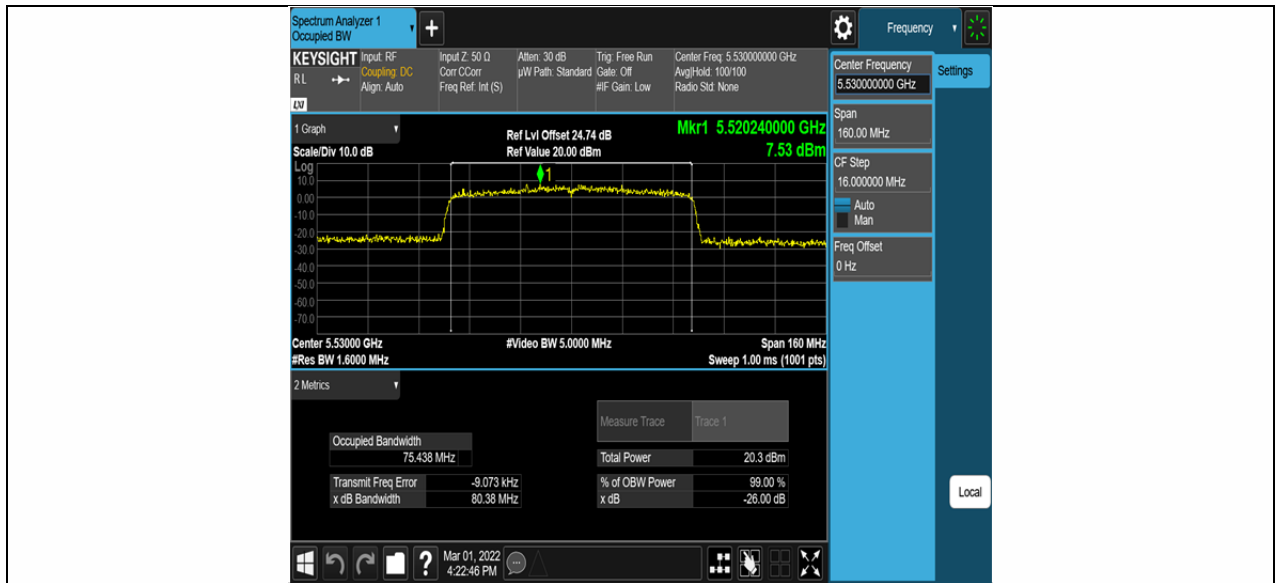 Spectrum Analyzer 1
Occupied BW
+
Frequency
KEYSIGHT Input: RF Input Z: 50 Ω Atten: 30 dB Trig: Free Run Center Freq: 5.530000000 GHz
RL Coupling: DC Corr CCorr µW Path: Standard Gate: Off Avg|Hold: 100/100
Align: Auto Freq Ref: Int (S) #IF Gain: Low Radio Std: None
LXI
1 Graph
Ref Lvl Offset 24.74 dB
Mkr1 5.520240000 GHz
Scale/Div 10.0 dB
Ref Value 20.00 dBm
7.53 dBm
Log
10.0
0.00
-10.0
-20.0
-30.0
-40.0
-50.0
-60.0
-70.0
1
Center 5.53000 GHz #Video BW 5.0000 MHz Span 160 MHz
#Res BW 1.6000 MHz Sweep 1.00 ms (1001 pts)
2 Metrics
Measure Trace Trace 1
Occupied Bandwidth
75.438 MHz
Total Power 20.3 dBm
Transmit Freq Error -9.073 kHz % of OBW Power 99.00 %
x dB Bandwidth 80.38 MHz x dB -26.00 dB
Center Frequency
5.530000000 GHz
Settings
Span
160.00 MHz
CF Step
16.000000 MHz
Auto
Man
Freq Offset
0 Hz
Local
?
Mar 01, 2022
4:22:46 PM